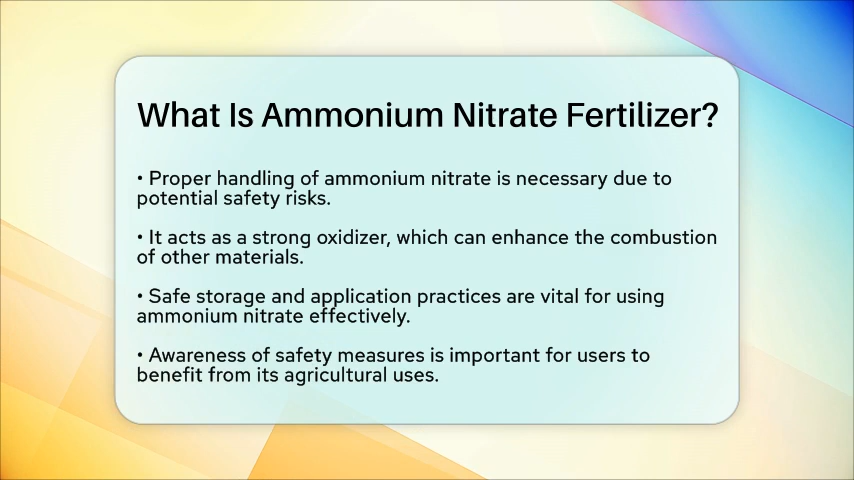 What Is Ammonium Nitrate Fertilizer?
• Proper handling of ammonium nitrate is necessary due to
potential safety risks.
• It acts as a strong oxidizer, which can enhance the combustion
of other materials.
• Safe storage and application practices are vital for using
ammonium nitrate effectively.
• Awareness of safety measures is important for users to
benefit from its agricultural uses.